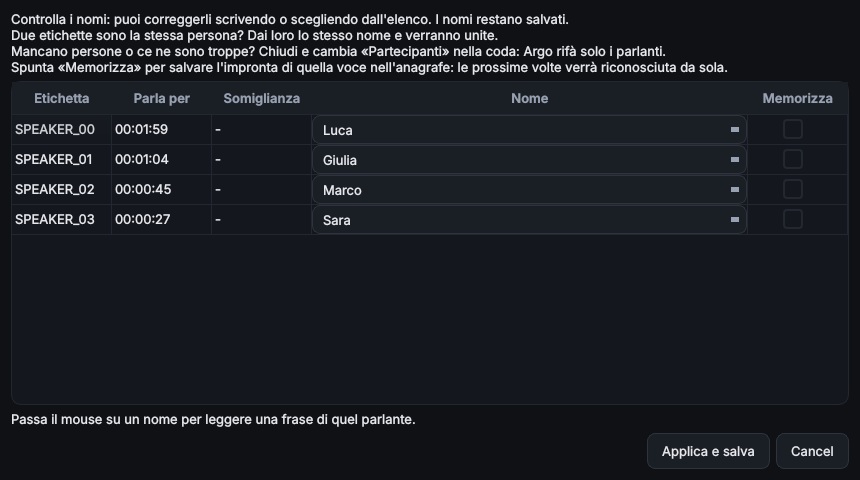 Controlla i nomi: puoi correggerli scrivendo o scegliendo dall'elenco. I nomi restano salvati.
Due etichette sono la stessa persona? Dai loro lo stesso nome e verranno unite.
Mancano persone o ce ne sono troppe? Chiudi e cambia «Partecipanti» nella coda: Argo rifà solo i parlanti.
Spunta «Memorizza» per salvare l'impronta di quella voce nell'anagrafe: le prossime volte verrà riconosciuta da sola.
Etichetta Parla per Somiglianza Nome Memorizza
SPEAKER_00 00:01:59 - Luca
SPEAKER_01 00:01:04 - Giulia
SPEAKER_02 00:00:45 - Marco
SPEAKER_03 00:00:27 - Sara
Passa il mouse su un nome per leggere una frase di quel parlante.
Applica e salva Cancel